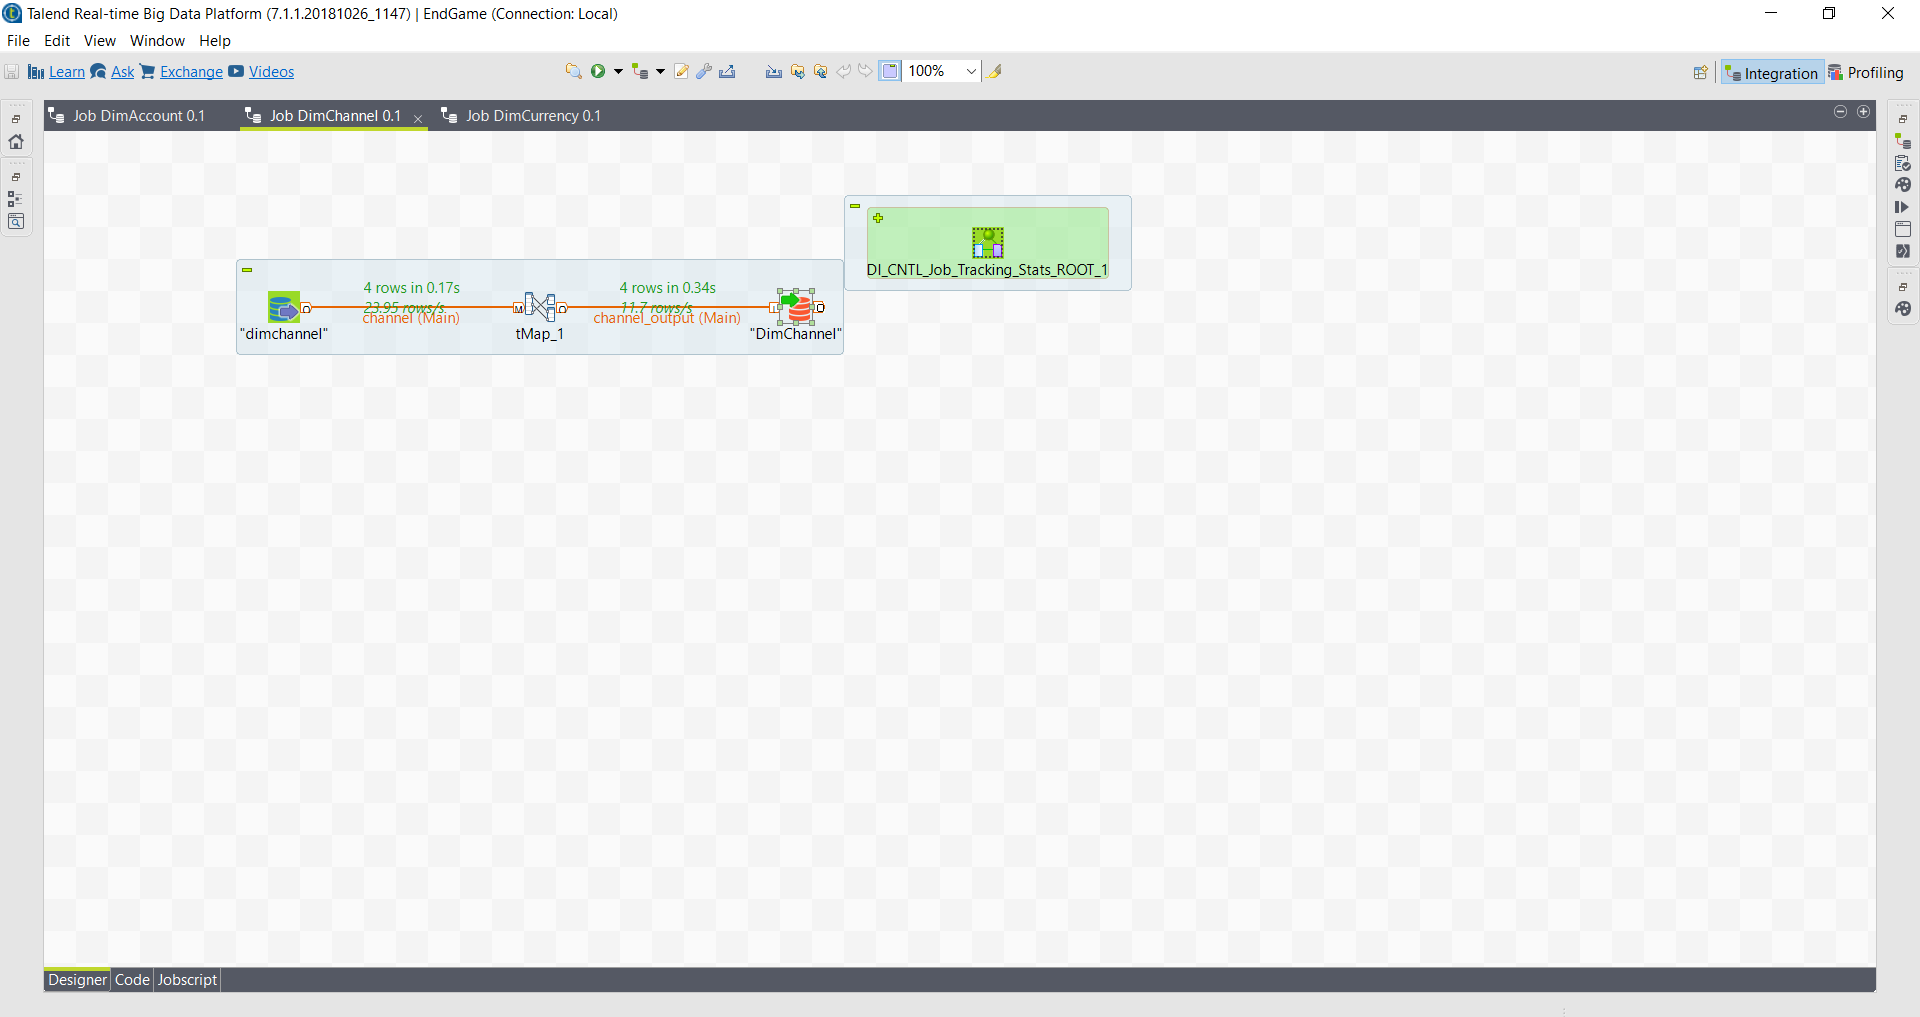 Talend Real-time Big Data Platform (7.1.1.20181026_1147) | EndGame (Connection: Local)
File Edit View Window Help
Learn Ask Exchange Videos 100% Integration Profiling
Job DimAccount 0.1 Job DimChannel 0.1 Job DimCurrency 0.1
DI_CNTL_Job_Tracking_Stats_ROOT_1
4 rows in 0.17s 4 rows in 0.34s
23.95 rows/s 11.7 rows/s
channel (Main) channel_output (Main)
"dimchannel" tMap_1 "DimChannel"
Designer Code Jobscript